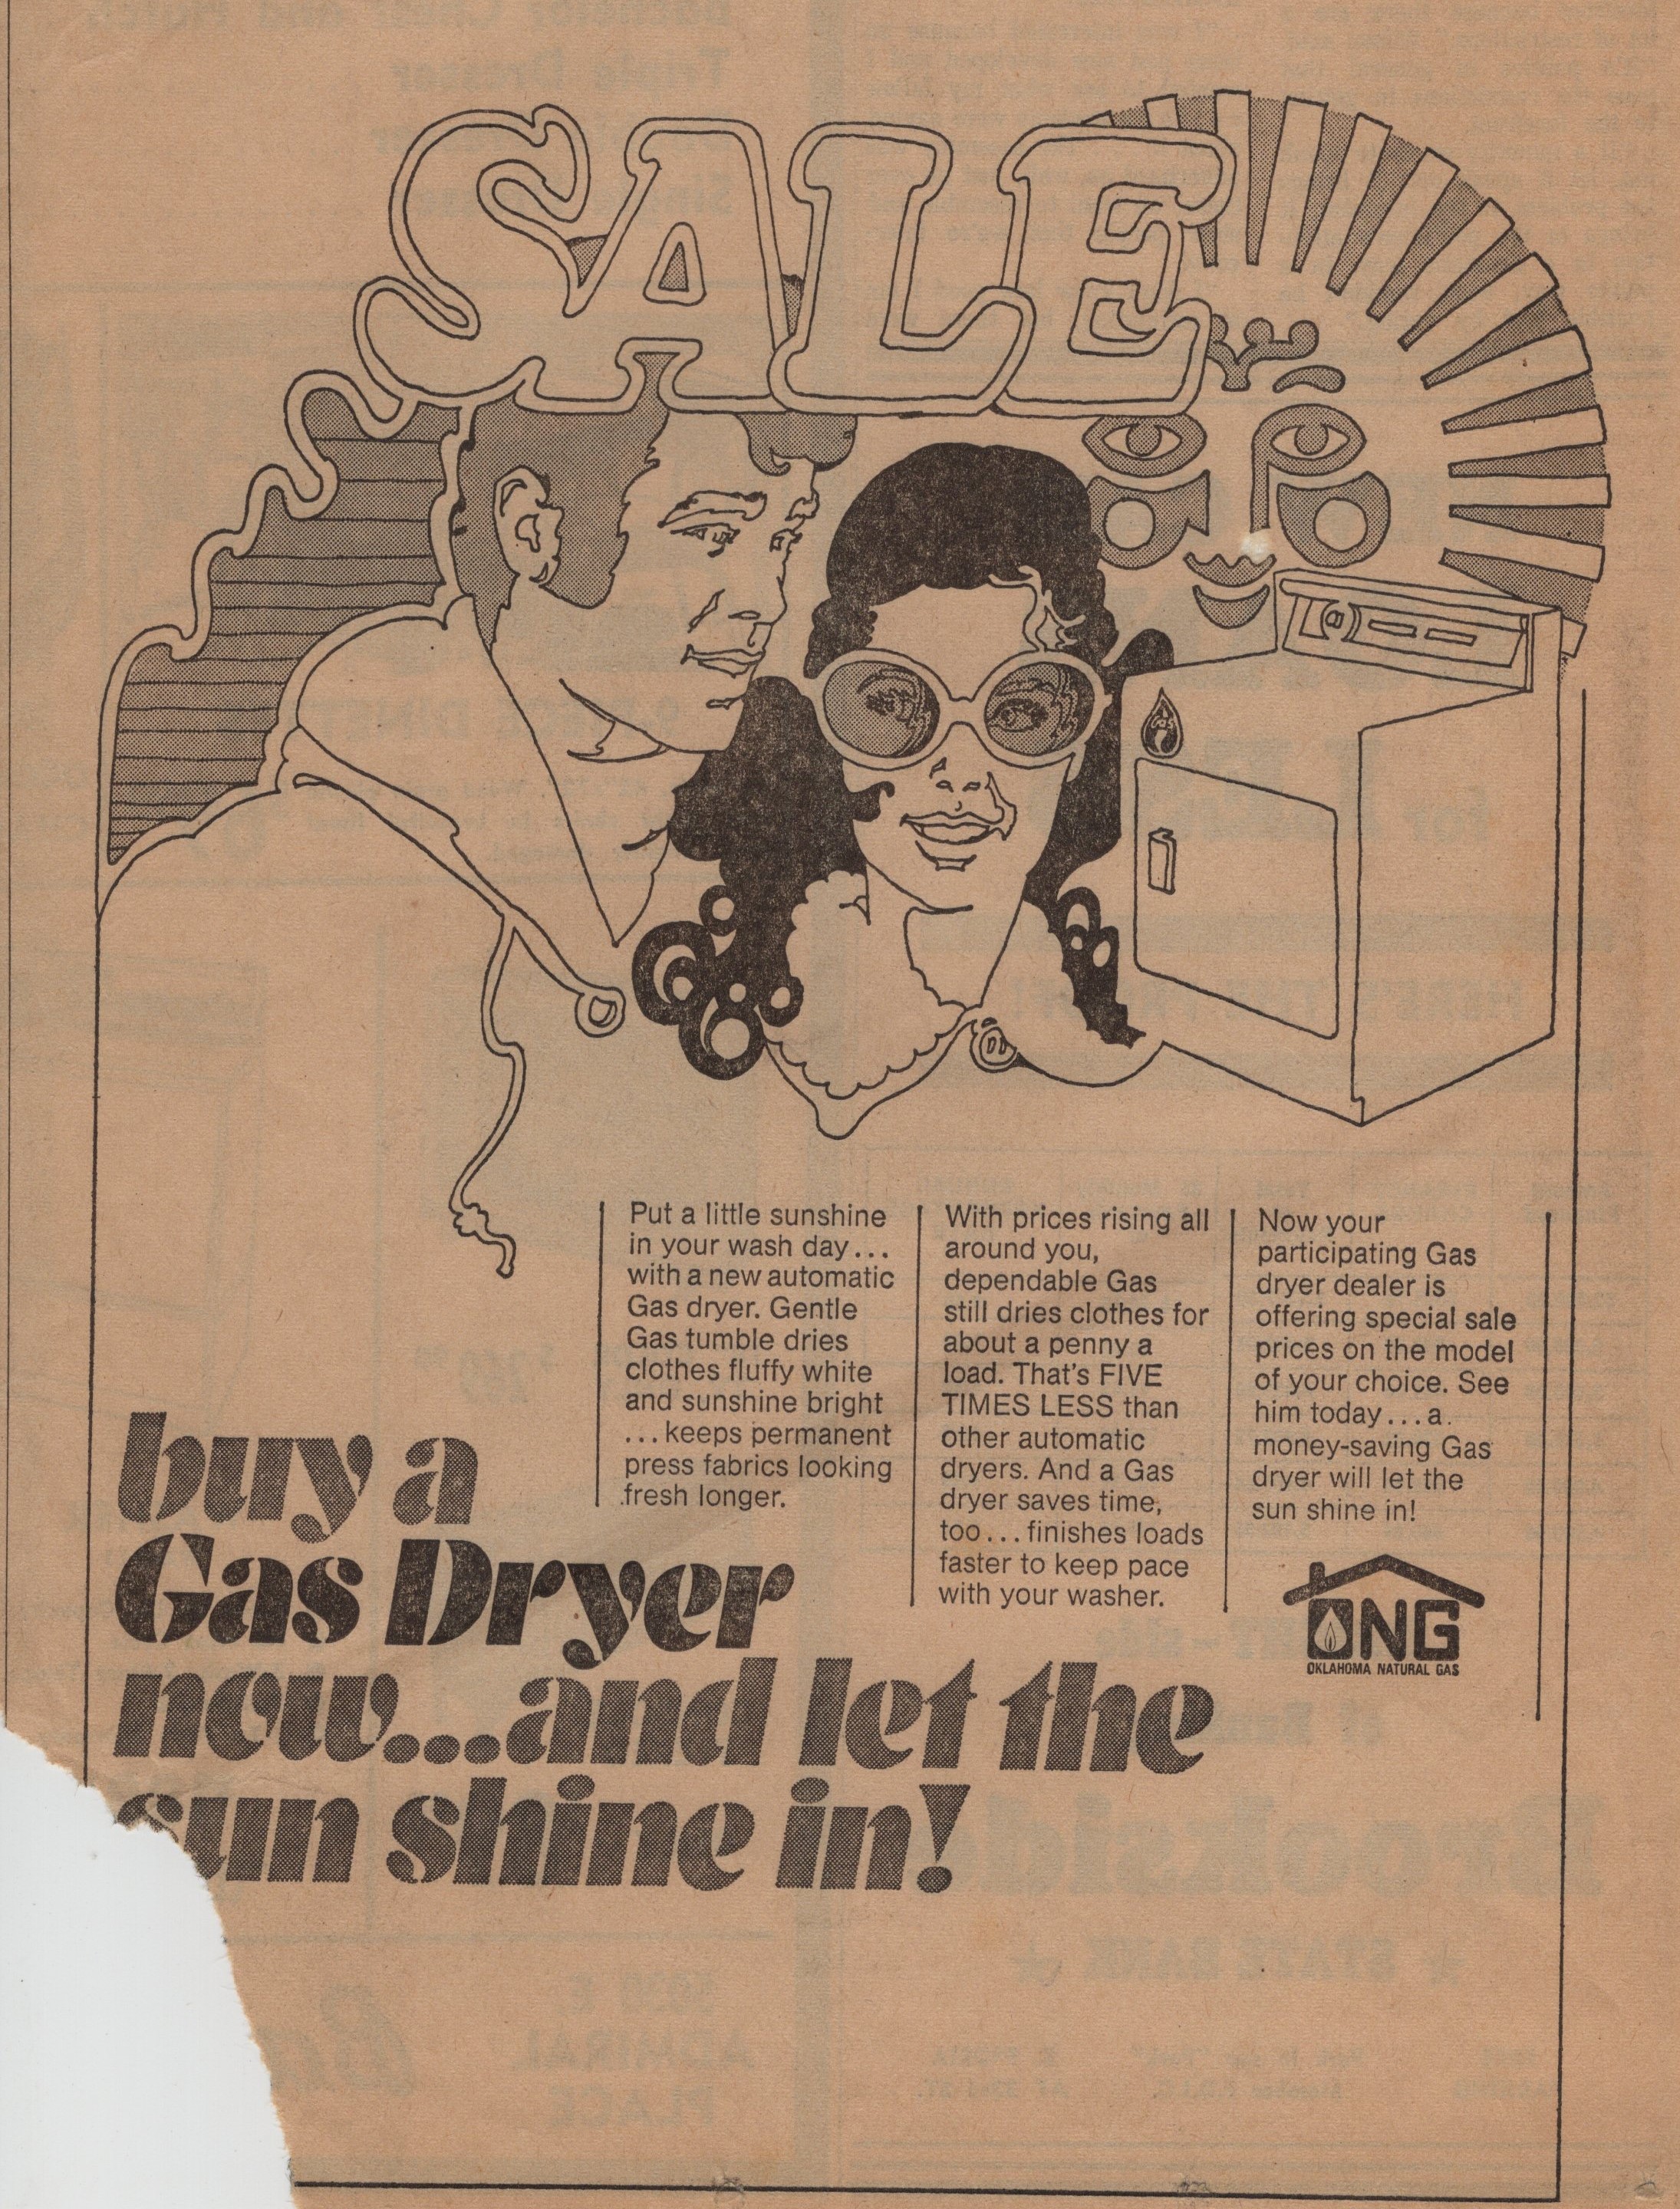 SALE
Put a little sunshine
in your wash day...
with a new automatic
Gas dryer. Gentle
Gas tumble dries
clothes fluffy white
and sunshine bright
...keeps permanent
press fabrics looking
fresh longer.
With prices rising all
around you,
dependable Gas
still dries clothes for
about a penny a
load. That's FIVE
TIMES LESS than
other automatic
dryers. And a Gas
dryer saves time,
too...finishes loads
faster to keep pace
with your washer.
Now your
participating Gas
dryer dealer is
offering special sale
prices on the model
of your choice. See
him today...a
money-saving Gas
dryer will let the
sun shine in!
ONG
OKLAHOMA NATURAL GAS
buy a
Gas Dryer
now...and let the
sun shine in!